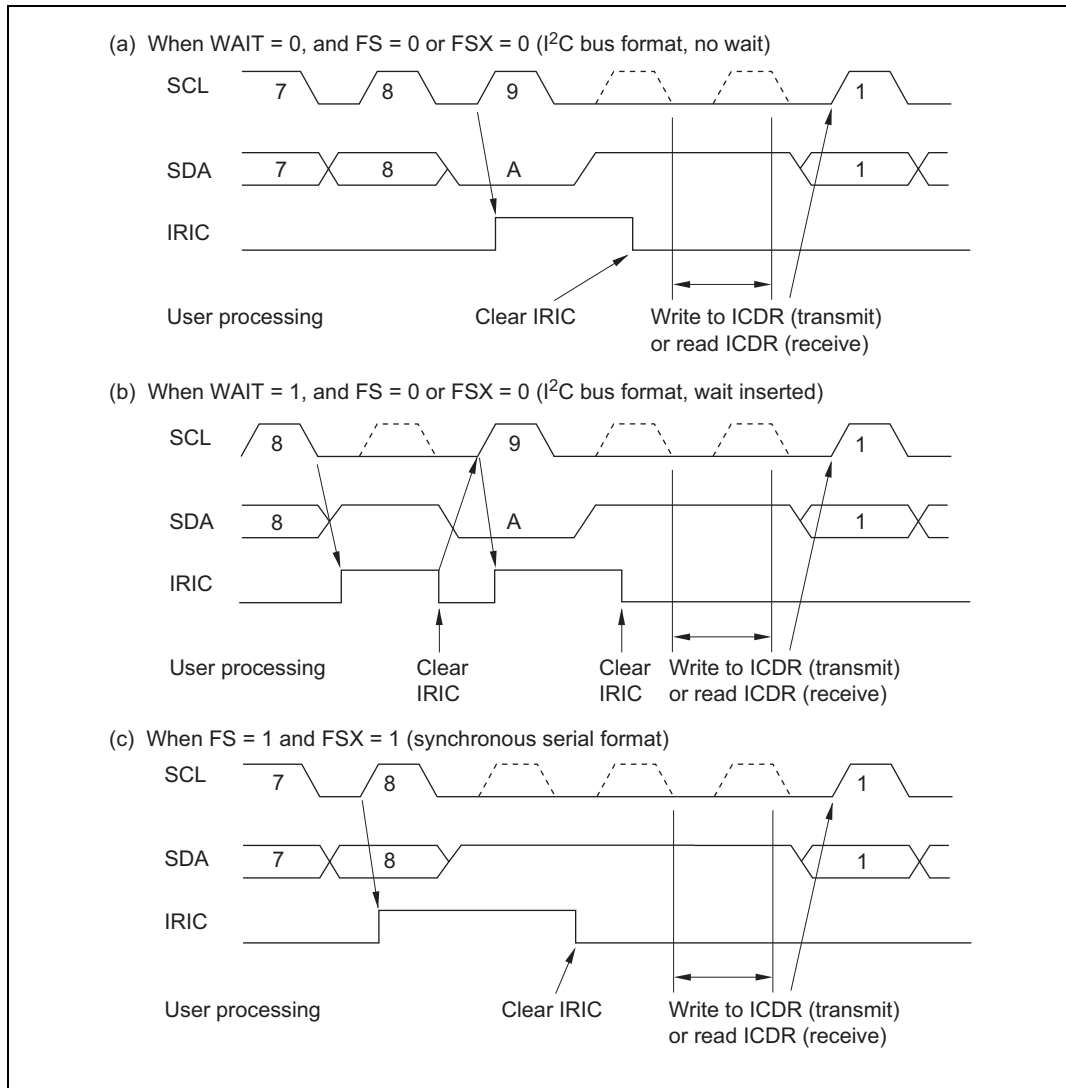 (a) When WAIT = 0, and FS = 0 or FSX = 0 (I²C bus format, no wait)
SCL 7 8 9 1
SDA 7 8 A 1
IRIC
User processing Clear IRIC Write to ICDR (transmit)
or read ICDR (receive)
(b) When WAIT = 1, and FS = 0 or FSX = 0 (I²C bus format, wait inserted)
SCL 8 9 1
SDA 8 A 1
IRIC
User processing Clear Clear Write to ICDR (transmit)
IRIC IRIC or read ICDR (receive)
(c) When FS = 1 and FSX = 1 (synchronous serial format)
SCL 7 8 1
SDA 7 8 1
IRIC
User processing Clear IRIC Write to ICDR (transmit)
or read ICDR (receive)